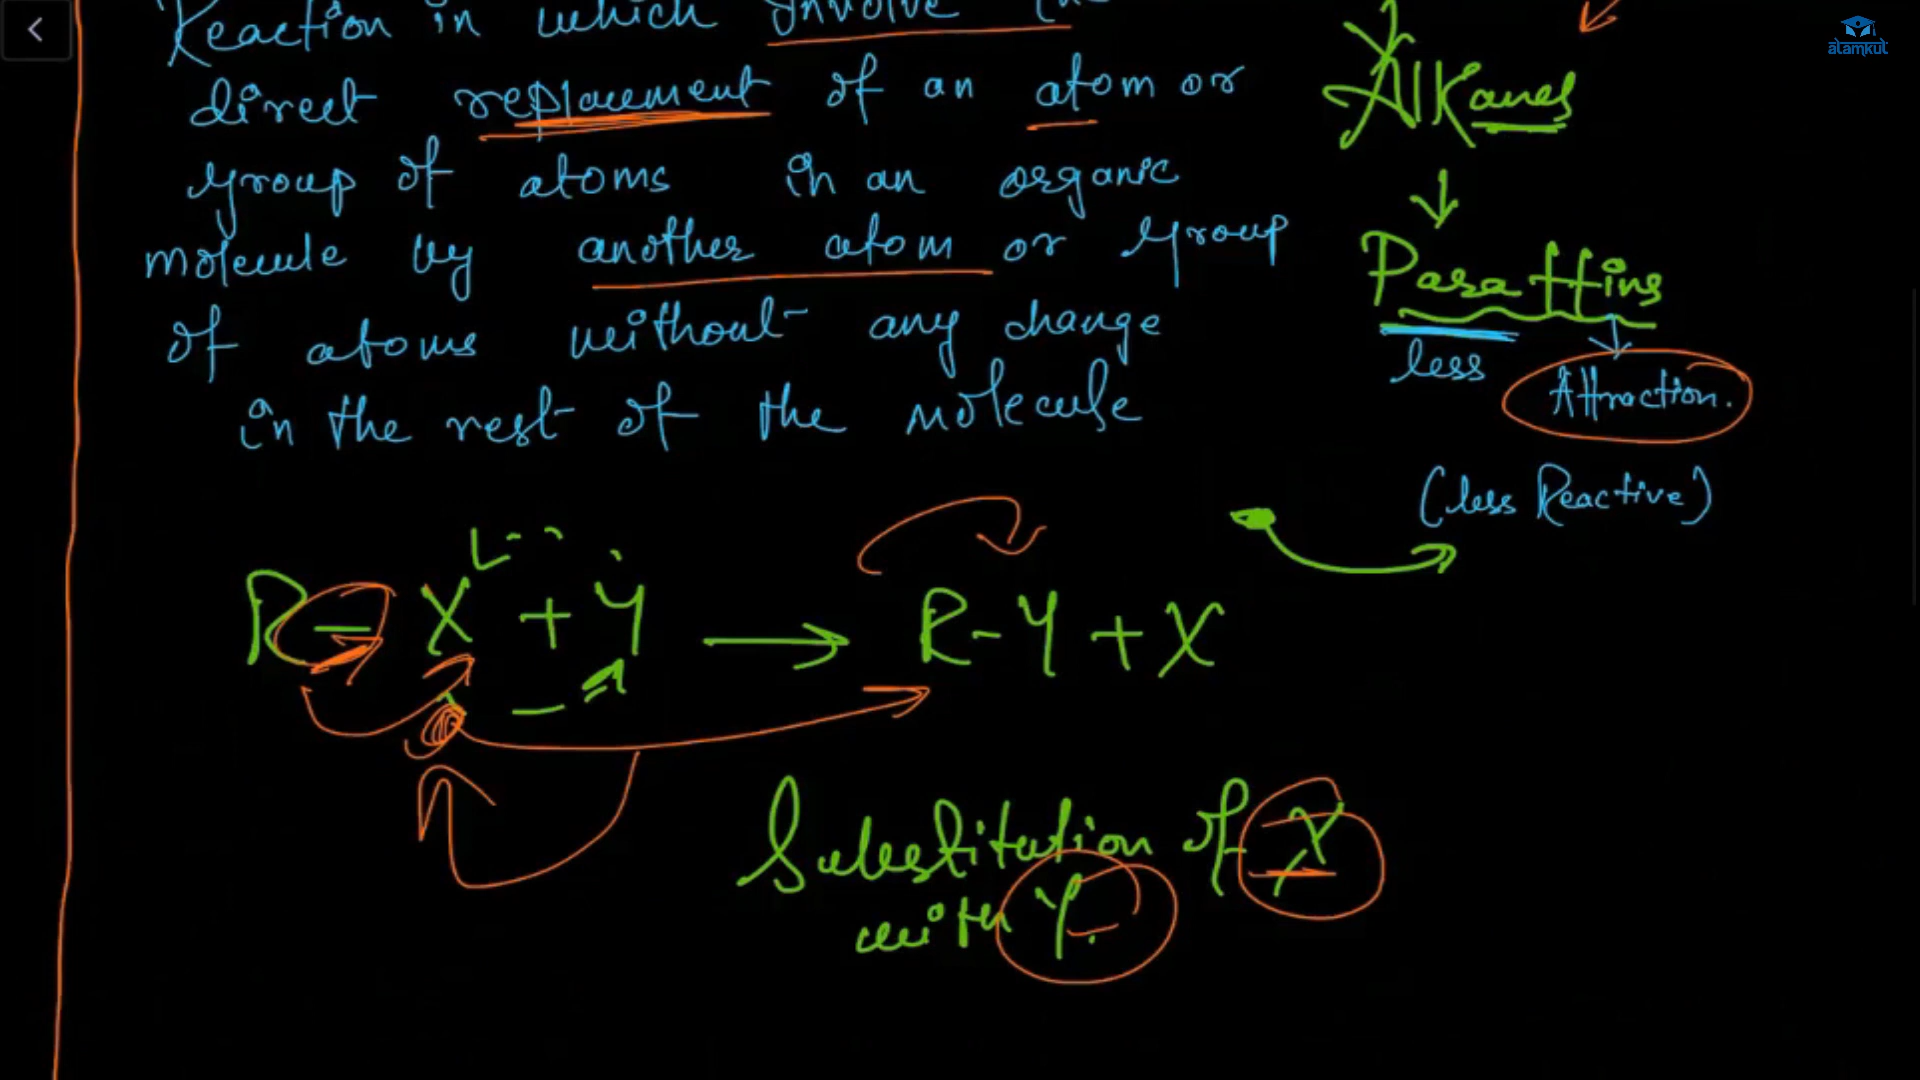 Reaction in which involve the
direct replacement of an atom or
group of atoms in an organic
molecule by another atom or group
of atoms without any change
in the rest of the molecule
Alkanes
Paraffins
less
Attraction.
(less Reactive)
R - X + Y → R - Y + X
Substitution of X
with Y.
alamkul